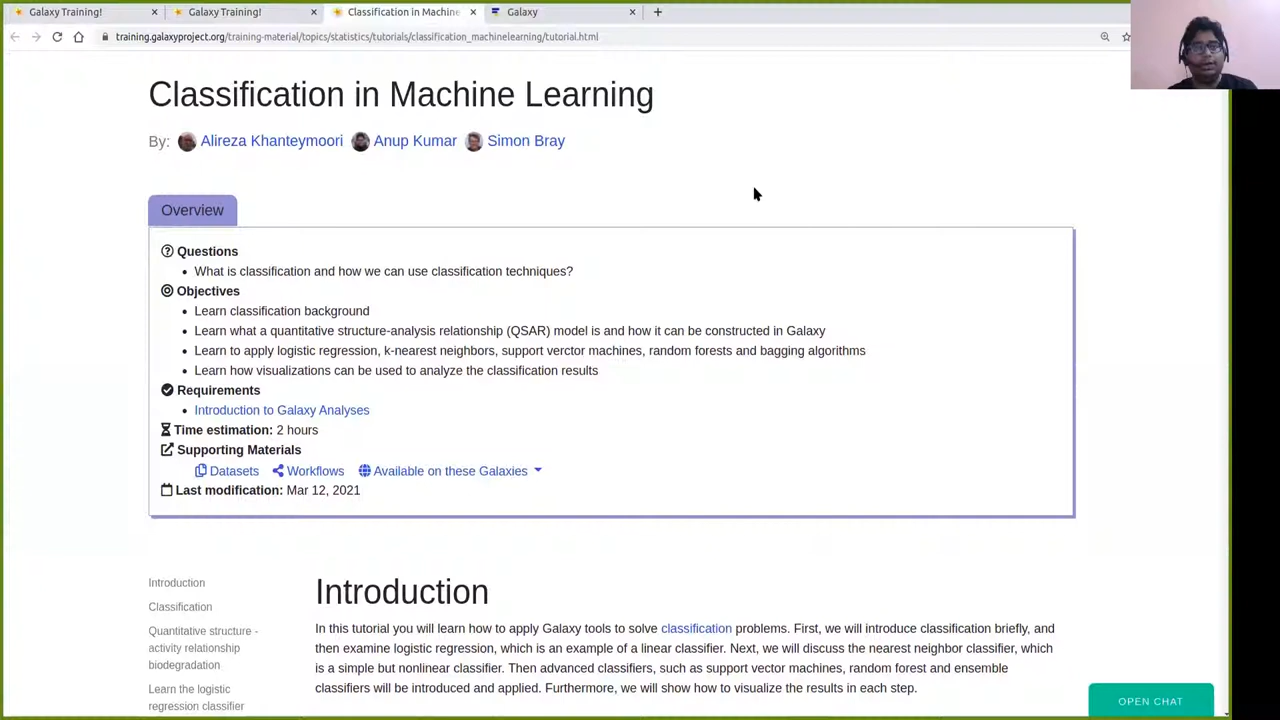 Galaxy Training!
Galaxy Training!
Classification in Machine
Galaxy
training.galaxyproject.org/training-material/topics/statistics/tutorials/classification_machinelearning/tutorial.html
Classification in Machine Learning
By: Alireza Khanteymoori Anup Kumar Simon Bray
Overview
Questions
• What is classification and how we can use classification techniques?
Objectives
• Learn classification background
• Learn what a quantitative structure-analysis relationship (QSAR) model is and how it can be constructed in Galaxy
• Learn to apply logistic regression, k-nearest neighbors, support verctor machines, random forests and bagging algorithms
• Learn how visualizations can be used to analyze the classification results
Requirements
• Introduction to Galaxy Analyses
Time estimation: 2 hours
Supporting Materials
Datasets Workflows Available on these Galaxies
Last modification: Mar 12, 2021
Introduction
Classification
Quantitative structure -
activity relationship
biodegradation
Learn the logistic
regression classifier
Introduction
In this tutorial you will learn how to apply Galaxy tools to solve classification problems. First, we will introduce classification briefly, and
then examine logistic regression, which is an example of a linear classifier. Next, we will discuss the nearest neighbor classifier, which
is a simple but nonlinear classifier. Then advanced classifiers, such as support vector machines, random forest and ensemble
classifiers will be introduced and applied. Furthermore, we will show how to visualize the results in each step.
OPEN CHAT